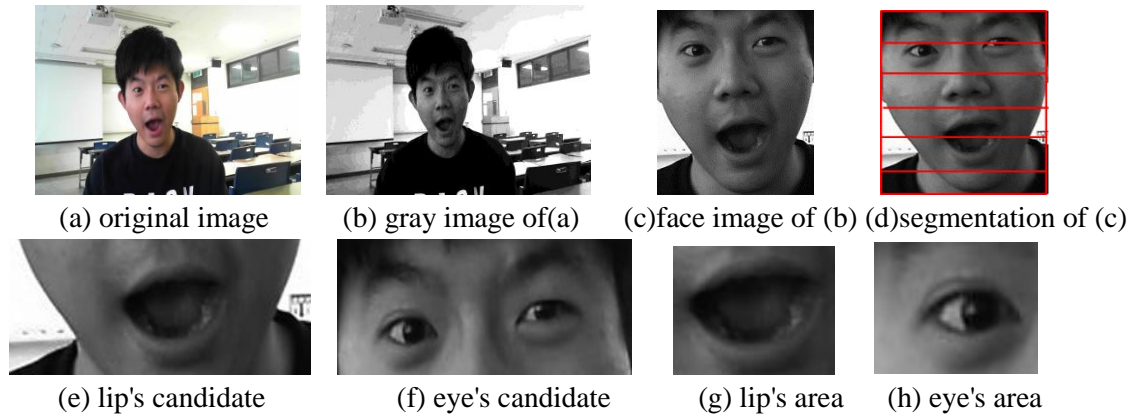 (a) original image (b) gray image of(a) (c)face image of (b) (d)segmentation of (c)
(e) lip's candidate (f) eye's candidate (g) lip's area (h) eye's area